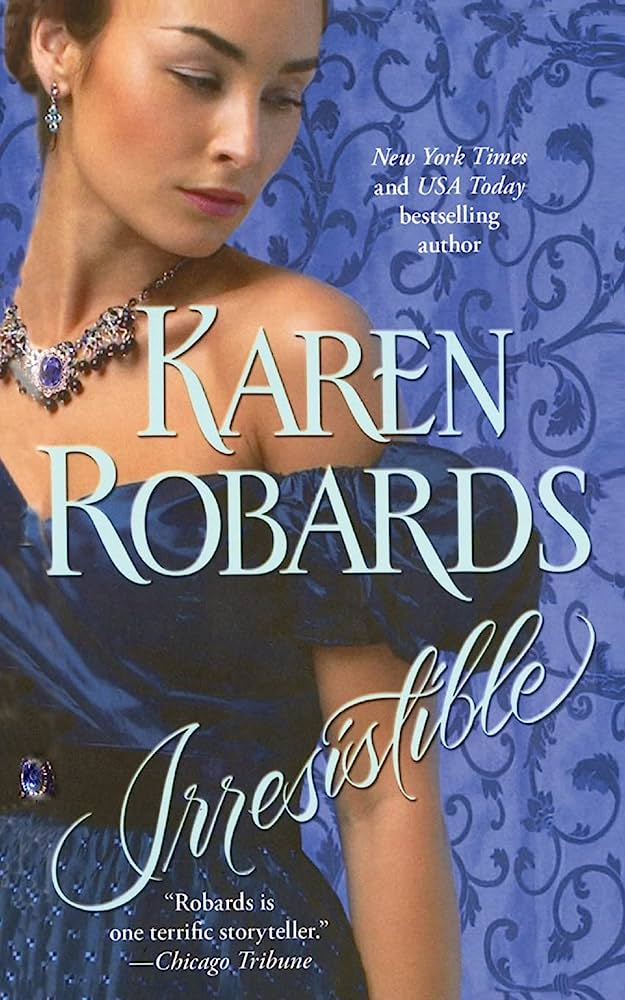 New York Times
and USA Today
bestselling
author
KAREN
ROBARDS
Irresistible
“Robards is
one terrific storyteller.”
—Chicago Tribune